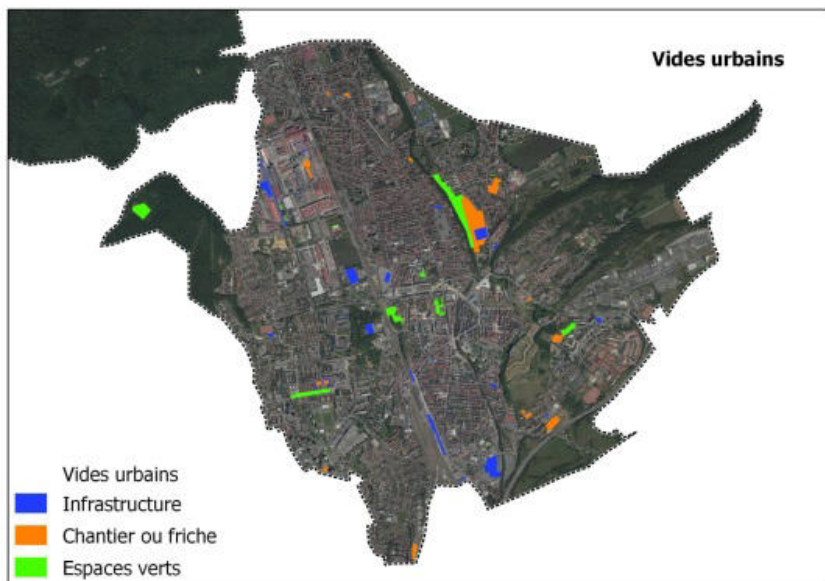 Vides urbains
Vides urbains
Infrastructure
Chantier ou friche
Espaces verts